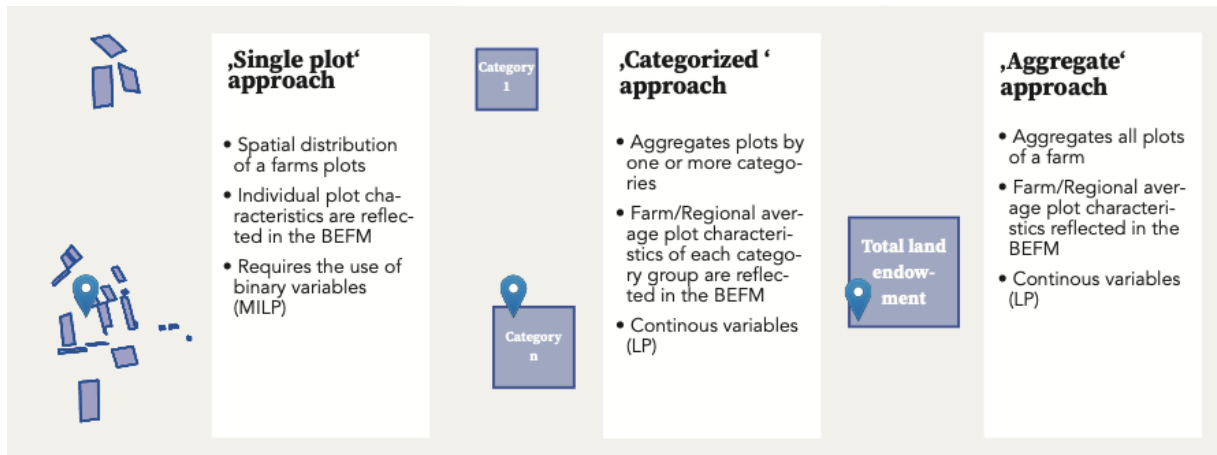 ‚Single plot‘
approach
• Spatial distribution
of a farms plots
• Individual plot cha-
racteristics are reflec-
ted in the BEFM
• Requires the use of
binary variables
(MILP)
Category
1
Category
n
‚Categorized ‘
approach
• Aggregates plots by
one or more catego-
ries
• Farm/Regional aver-
age plot characteris-
tics of each catego-
ry group are reflec-
ted in the BEFM
• Continous variables
(LP)
Total land
endow-
ment
‚Aggregate‘
approach
• Aggregates all plots
of a farm
• Farm/Regional aver-
age plot characteri-
stics reflected in the
BEFM
• Continous variables
(LP)